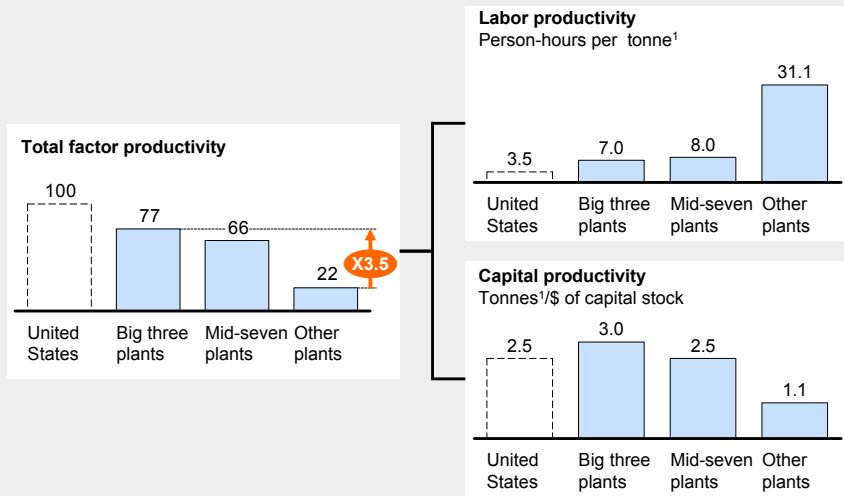 Total factor productivity
100
77
66
22
X3.5
United States
Big three plants
Mid-seven plants
Other plants
Labor productivity
Person-hours per tonne¹
3.5
7.0
8.0
31.1
United States
Big three plants
Mid-seven plants
Other plants
Capital productivity
Tonnes¹/$ of capital stock
2.5
3.0
2.5
1.1
United States
Big three plants
Mid-seven plants
Other plants